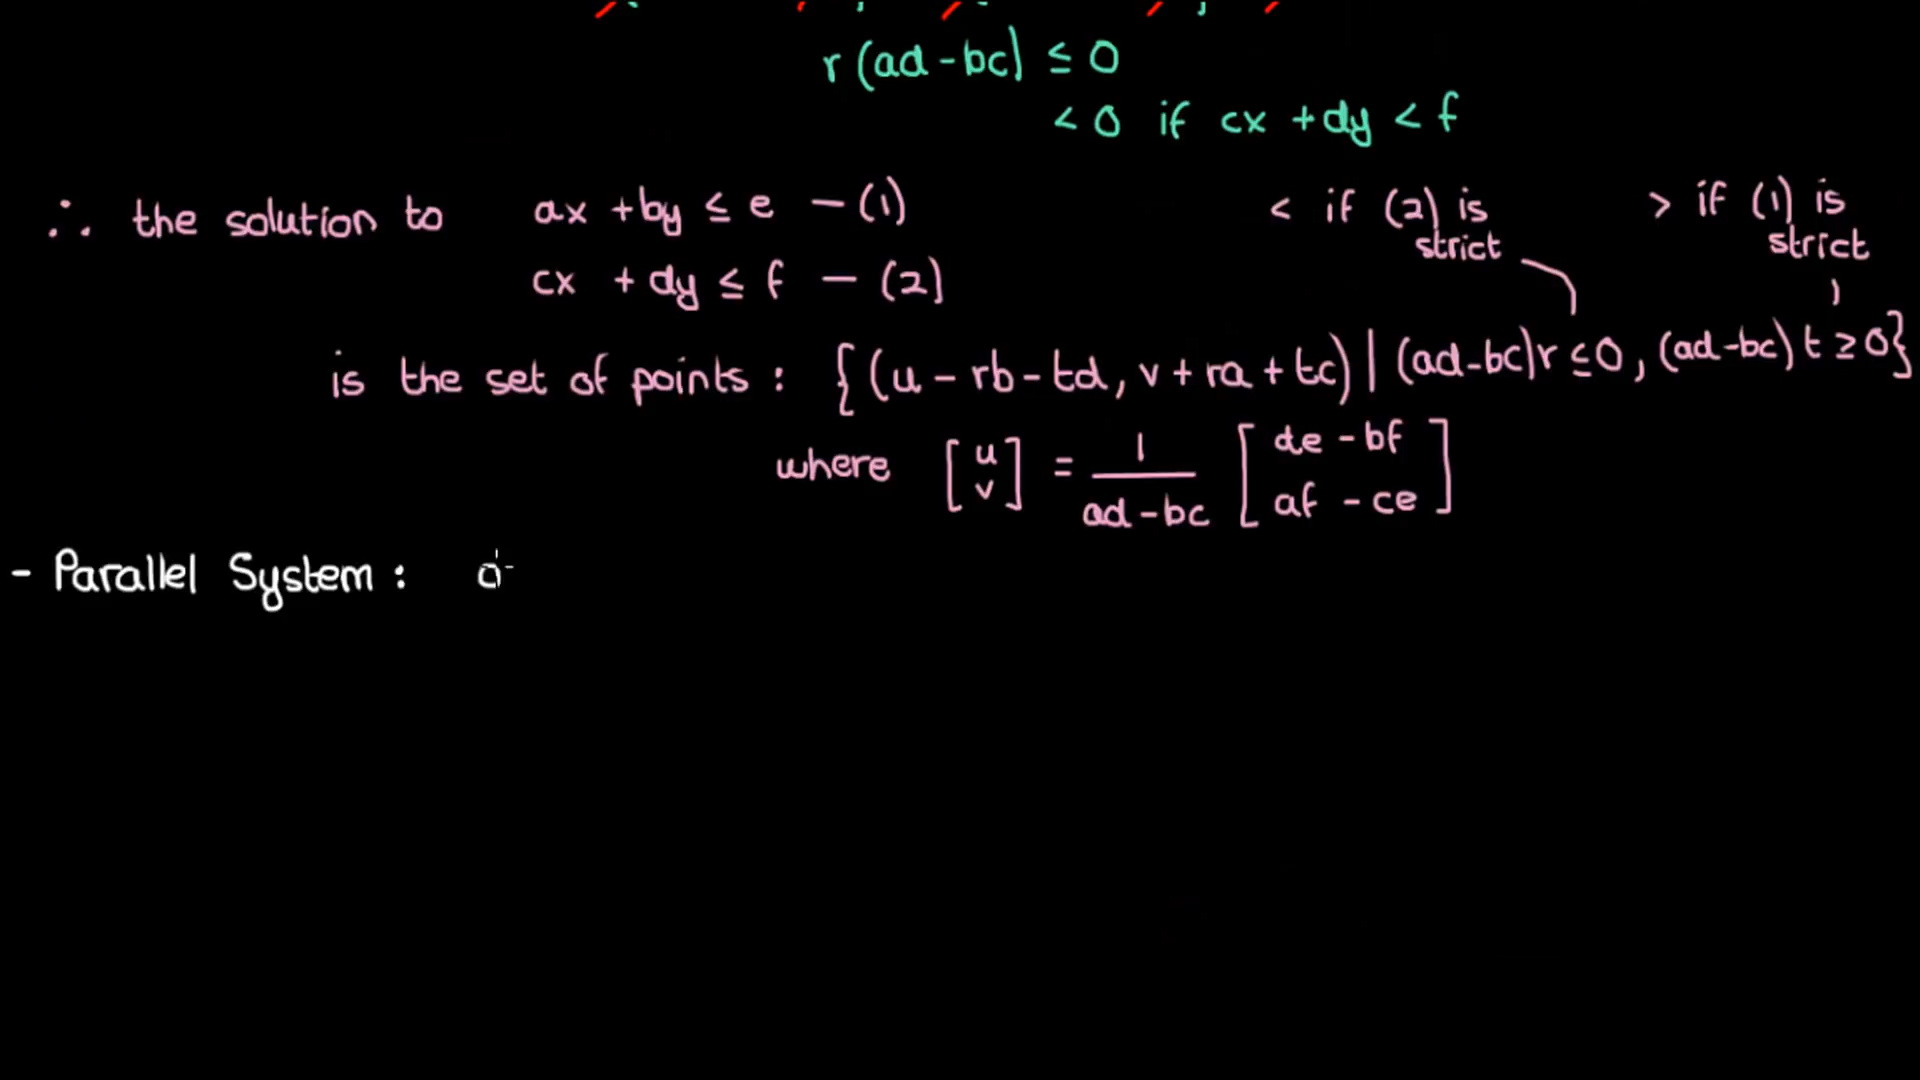 r(ad-bc) ≤ 0
< 0 if cx + dy < f
∴ the solution to ax + by ≤ e - (1)
cx + dy ≤ f - (2)
< if (2) is strict
> if (1) is strict
is the set of points : {(u - rb - td, v + ra + tc) | (ad-bc)r ≤ 0, (ad-bc)t ≥ 0}
where [u v] = 1/(ad-bc) [de - bf af - ce]
- Parallel System :